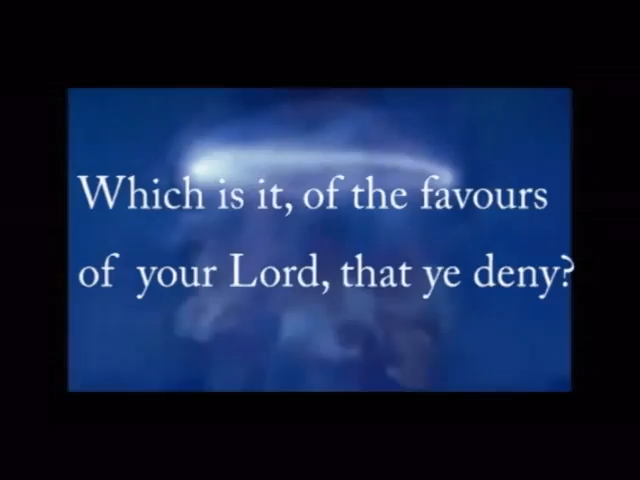 Which is it, of the favours
of your Lord, that ye deny?